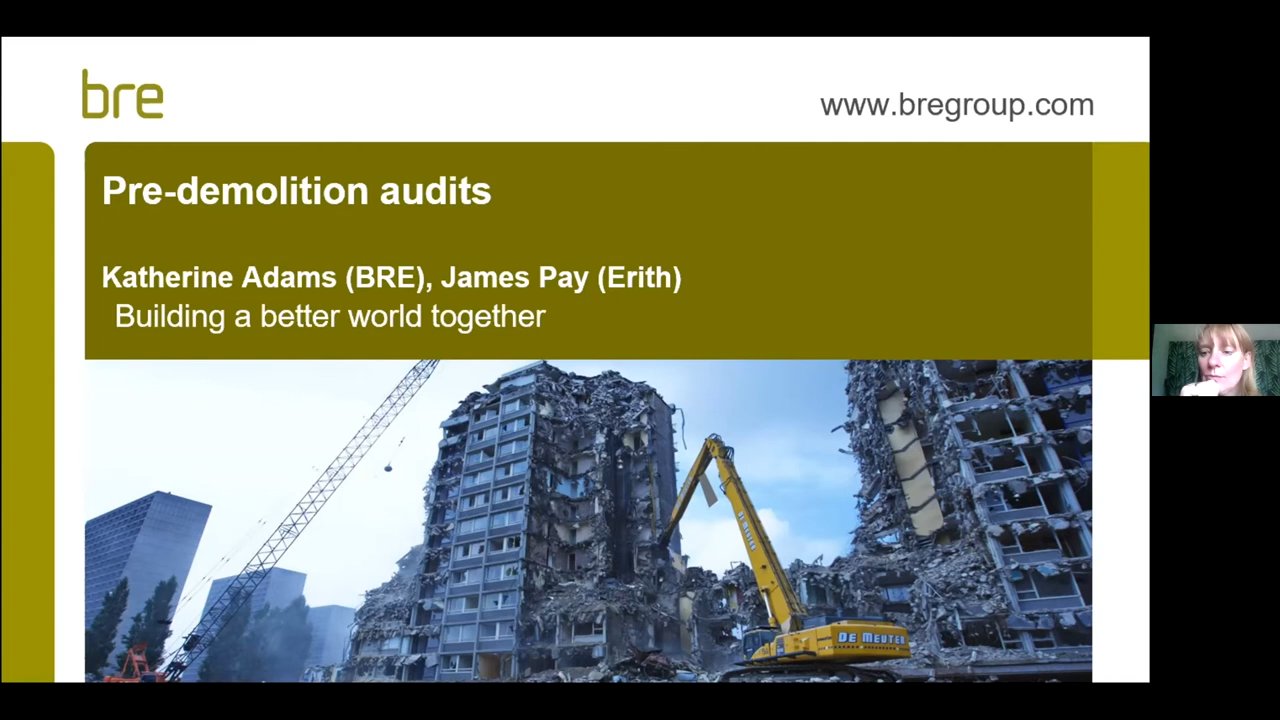 bre
www.bregroup.com
Pre-demolition audits
Katherine Adams (BRE), James Pay (Erith)
Building a better world together
DE MEUTER